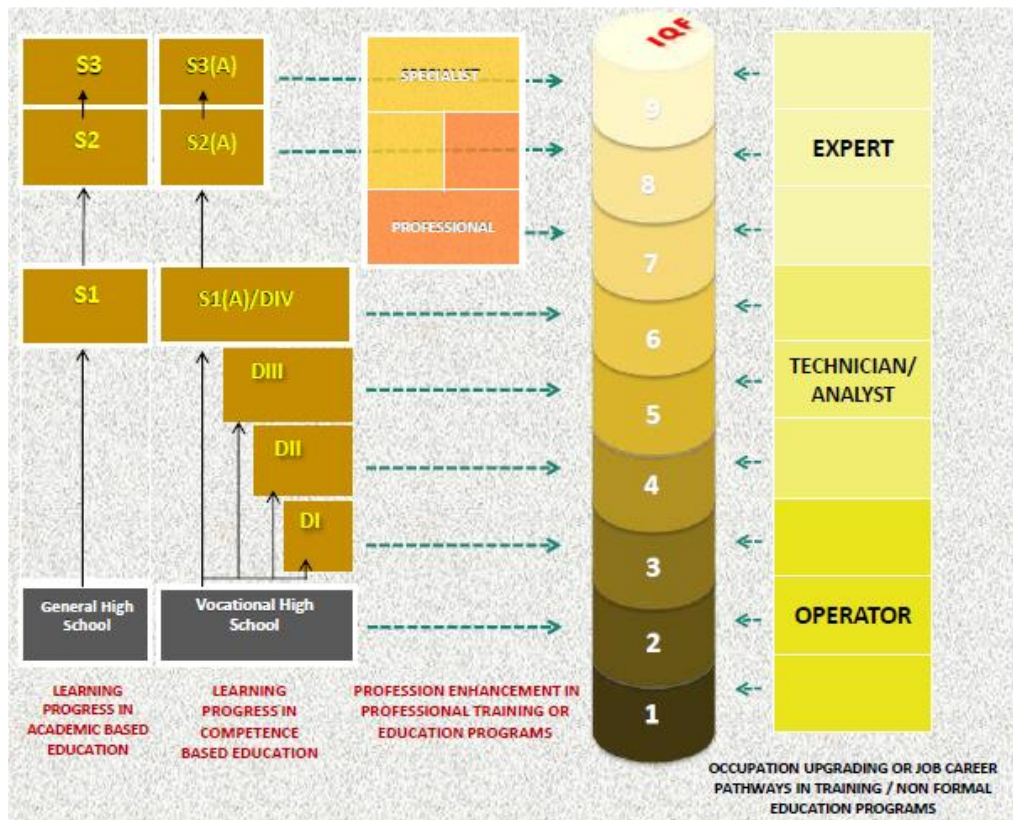 IQF
S3
S3(A)
SPECIALIST
9
S2
S2(A)
8
EXPERT
PROFESSIONAL
7
S1
S1(A)/DIV
6
DIII
5
TECHNICIAN/
ANALYST
DII
4
DI
3
General High
School
Vocational High
School
2
OPERATOR
1
LEARNING
PROGRESS IN
ACADEMIC BASED
EDUCATION
LEARNING
PROGRESS IN
COMPETENCE
BASED EDUCATION
PROFESSION ENHANCEMENT IN
PROFESSIONAL TRAINING OR
EDUCATION PROGRAMS
OCCUPATION UPGRADING OR JOB CAREER
PATHWAYS IN TRAINING / NON FORMAL
EDUCATION PROGRAMS